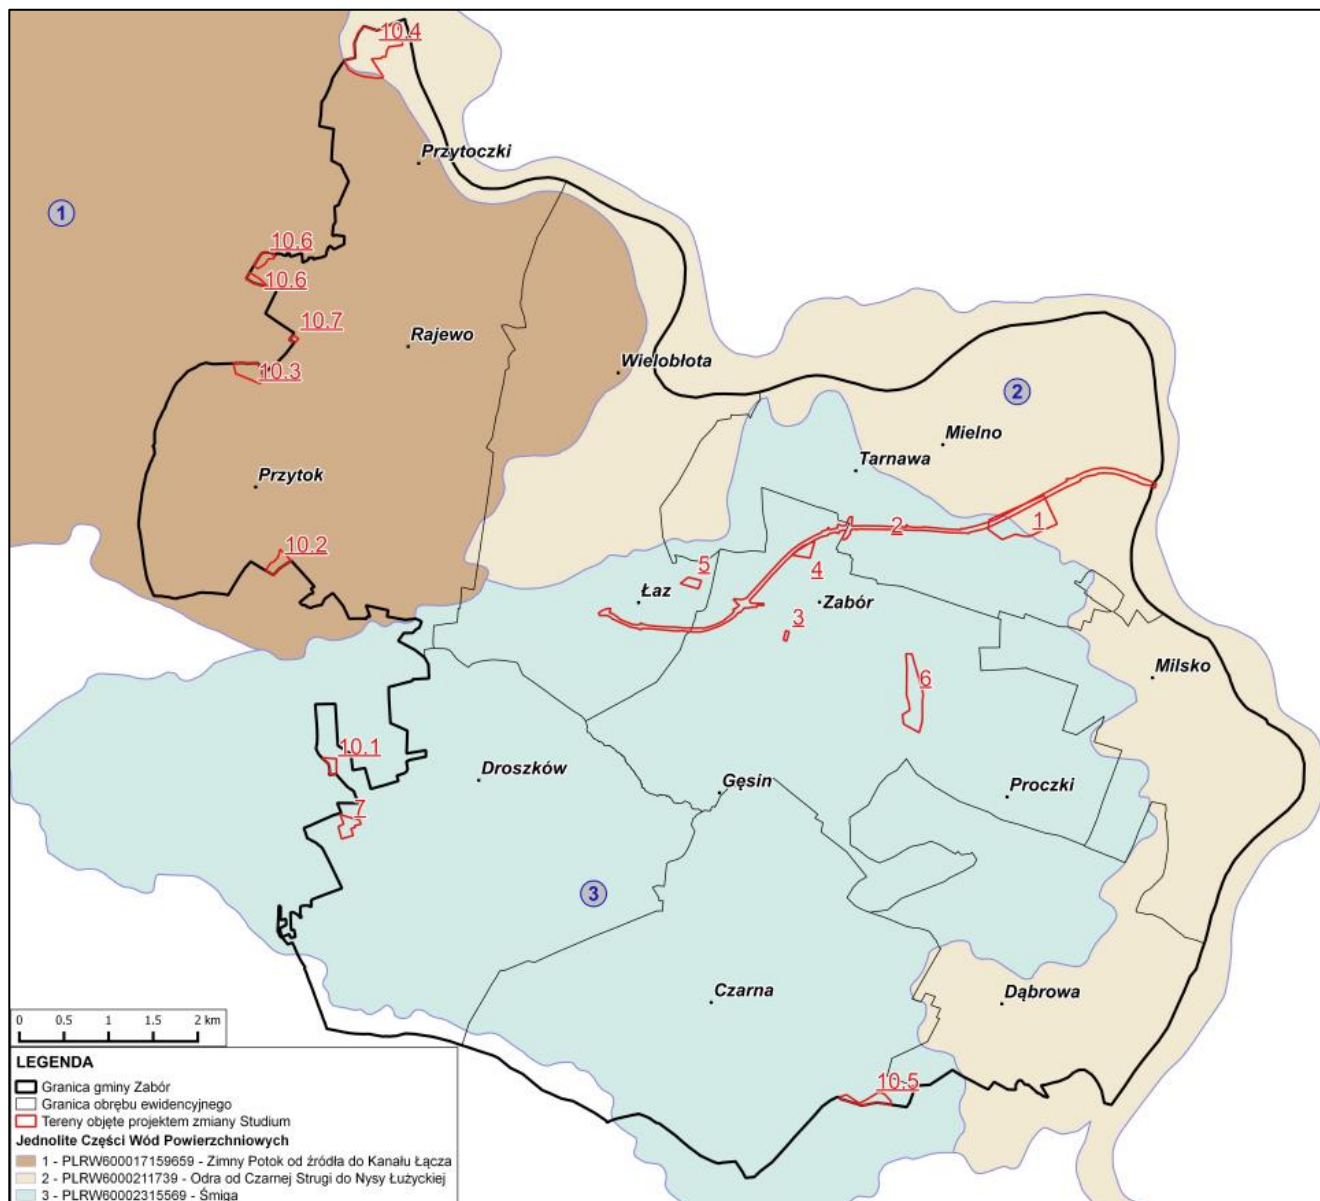 10.4
Przytoczki
1
10.6
10.6
10.7
Rajewo
10.3
Wielobłota
2
Mielno
Tarnawa
Przytok
1
2
10.2
5
4
Łaz
Zabór
3
Milsko
6
10.1
Droszków
Gęsin
Proczki
7
3
Czarna
Dąbrowa
0 0.5 1 1.5 2 km
LEGENDA
Granica gminy Zabór
Granica obrębu ewidencyjnego
10.5
Tereny objęte projektem zmiany Studium
Jednolite Części Wód Powierzchniowych
1 - PLRW600017159659 - Zimny Potok od źródła do Kanału Łącza
2 - PLRW6000211739 - Odra od Czarnej Strugi do Nysy Łużyckiej
3 - PLRW60002315569 - Śmiga